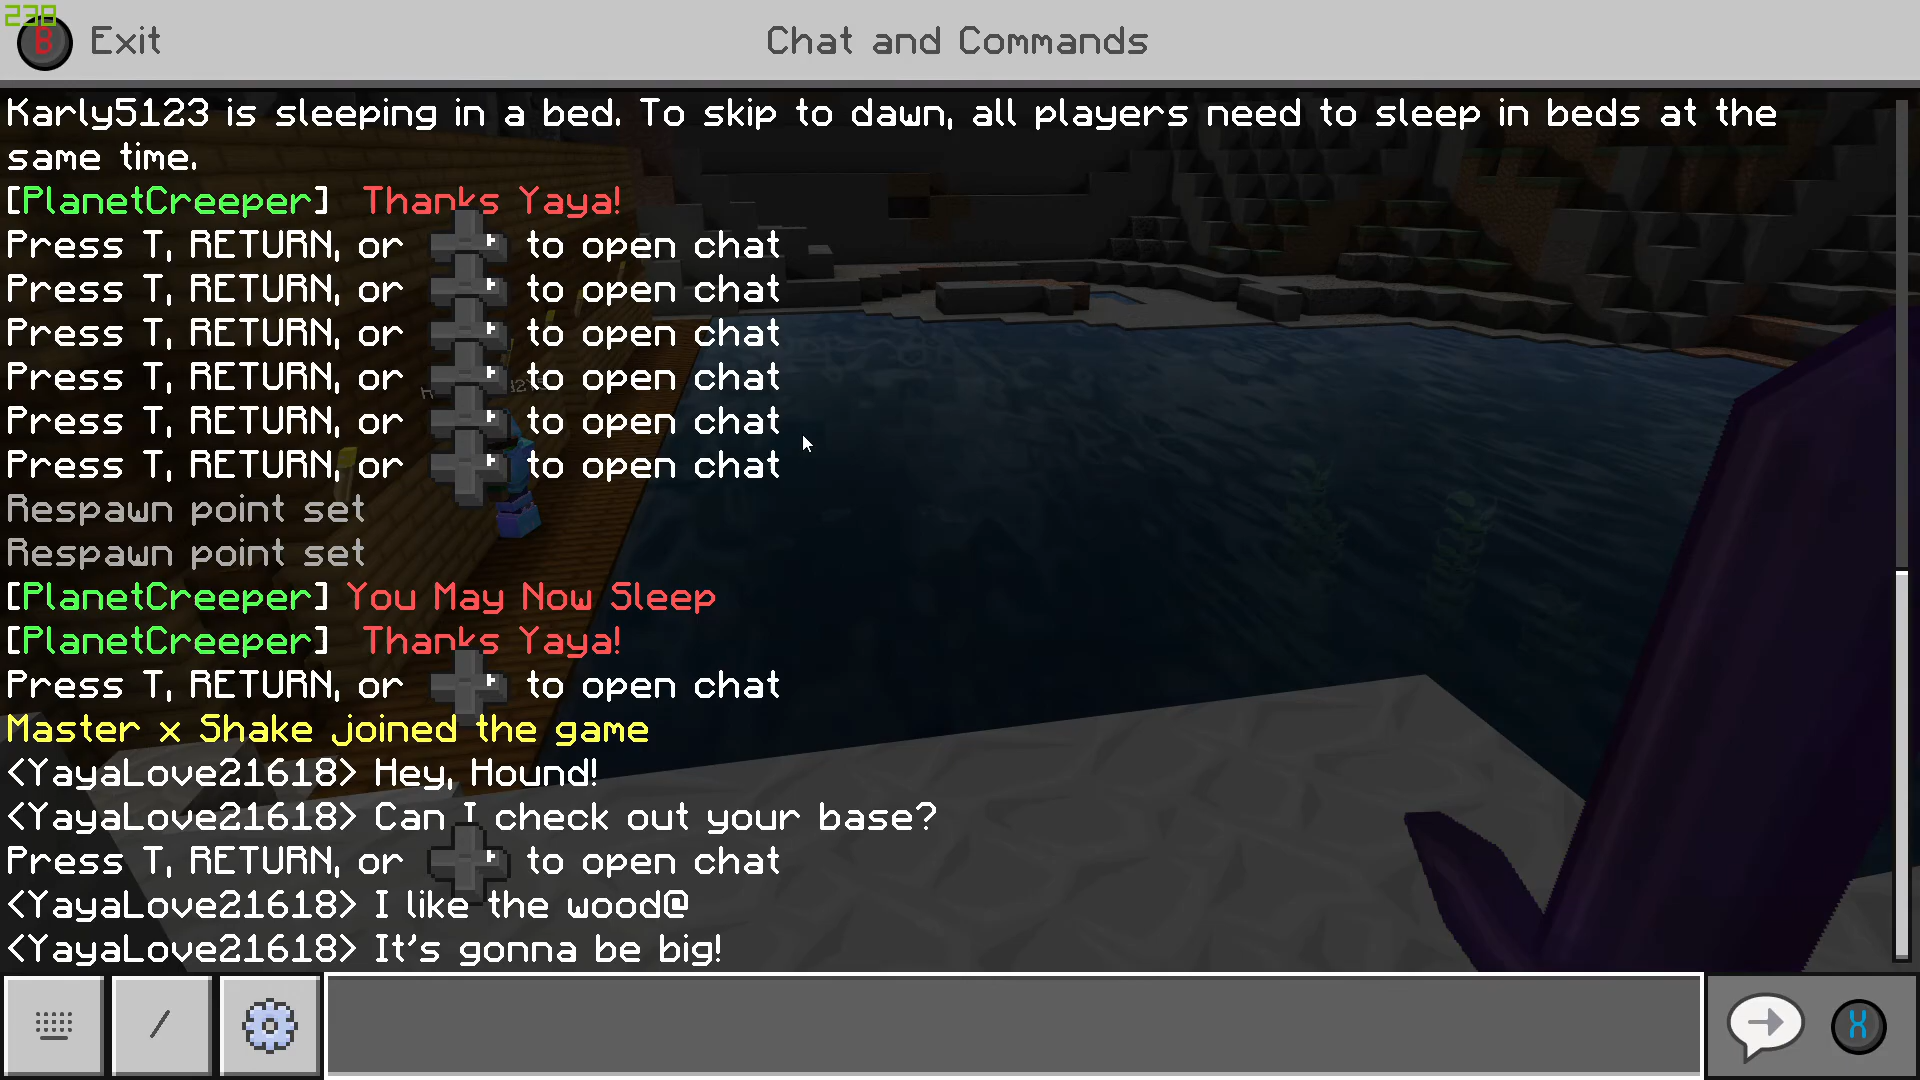 238
B Exit
Chat and Commands
Karly5123 is sleeping in a bed. To skip to dawn, all players need to sleep in beds at the
same time.
[PlanetCreeper] Thanks Yaya!
Press T, RETURN, or to open chat
Press T, RETURN, or to open chat
Press T, RETURN, or to open chat
Press T, RETURN, or to open chat
Press T, RETURN, or to open chat
Press T, RETURN, or to open chat
Respawn point set
Respawn point set
[PlanetCreeper] You May Now Sleep
[PlanetCreeper] Thanks Yaya!
Press T, RETURN, or to open chat
Master x Shake joined the game
<YayaLove21618> Hey, Hound!
<YayaLove21618> Can I check out your base?
Press T, RETURN, or to open chat
<YayaLove21618> I like the wood@
<YayaLove21618> It's gonna be big!
/
X